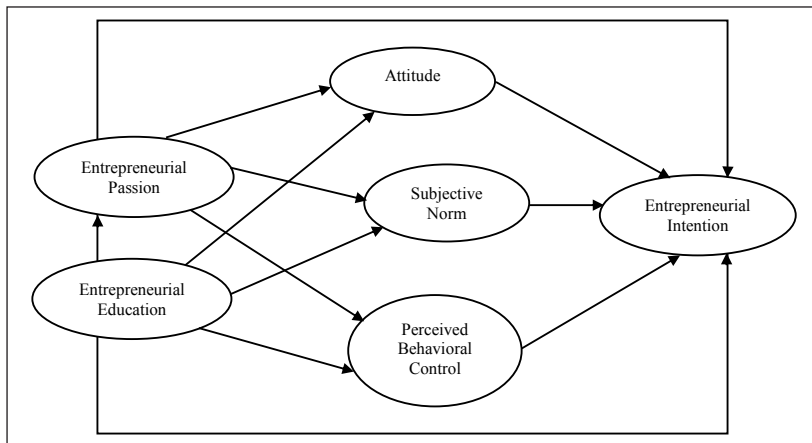 Attitude
Entrepreneurial
Passion
Subjective
Norm
Entrepreneurial
Intention
Entrepreneurial
Education
Perceived
Behavioral
Control